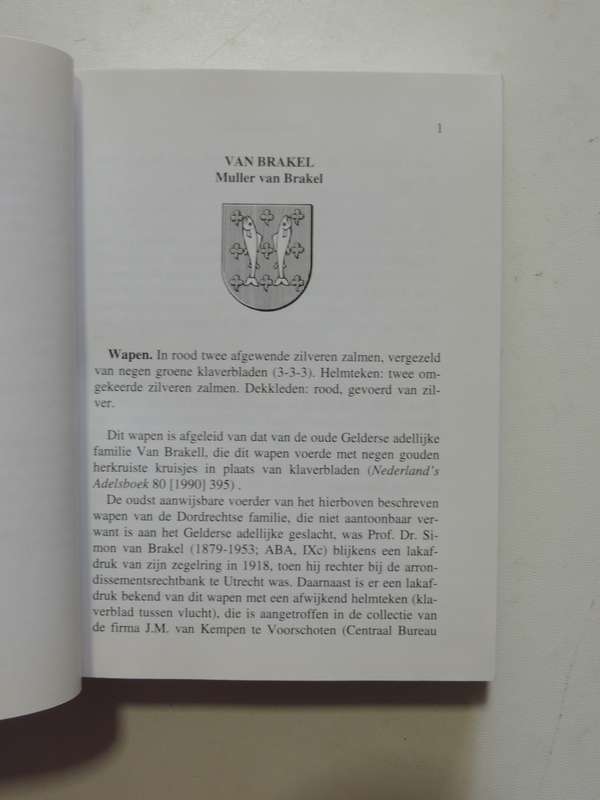 1
VAN BRAKEL
Muller van Brakel
Wapen. In rood twee afgewende zilveren zalmen, vergezeld
van negen groene klaverbladen (3-3-3). Helmteken: twee om-
gekeerde zilveren zalmen. Dekkleden: rood, gevoerd van zil-
ver.
Dit wapen is afgeleid van dat van de oude Gelderse adellijke
familie Van Brakell, die dit wapen voerde met negen gouden
herkruiste kruisjes in plaats van klaverbladen (Nederland's
Adelsboek 80 [1990] 395) .
De oudst aanwijsbare voerder van het hierboven beschreven
wapen van de Dordrechtse familie, die niet aantoonbaar ver-
want is aan het Gelderse adellijke geslacht, was Prof. Dr. Si-
mon van Brakel (1879-1953; ABA, IXc) blijkens een lakaf-
druk van zijn zegelring in 1918, toen hij rechter bij de arron-
dissementsrechtbank te Utrecht was. Daarnaast is er een lakaf-
druk bekend van dit wapen met een afwijkend helmteken (kla-
verblad tussen vlucht), die is aangetroffen in de collectie van
de firma J.M. van Kempen te Voorschoten (Centraal Bureau